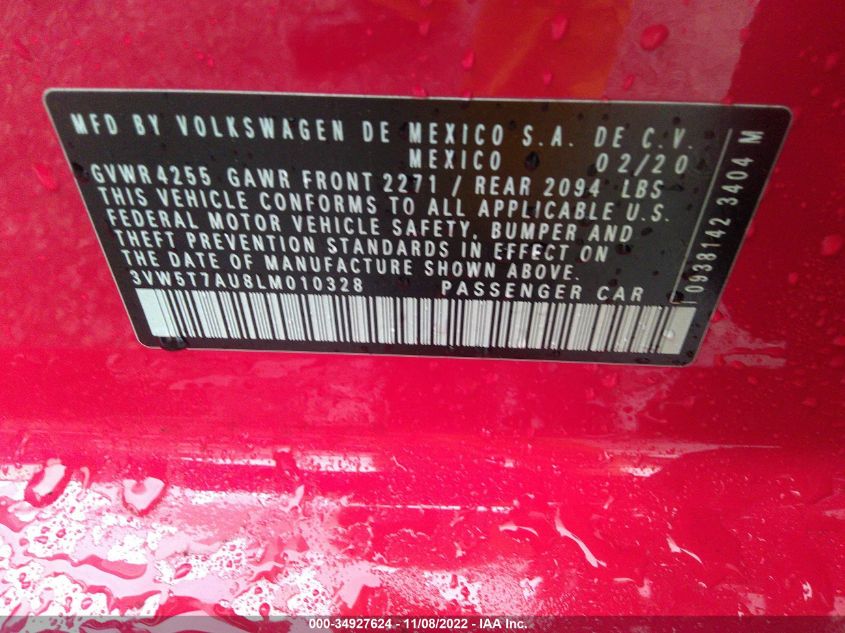 MFD BY VOLKSWAGEN DE MEXICO S.A. DE C.V.
MEXICO 02/20
GVWR 4255 GAWR FRONT 2271 / REAR 2094 LBS
THIS VEHICLE CONFORMS TO ALL APPLICABLE U.S.
FEDERAL MOTOR VEHICLE SAFETY, BUMPER AND
THEFT PREVENTION STANDARDS IN EFFECT ON
THE DATE OF MANUFACTURE SHOWN ABOVE.
3VW5T7AU8LM010328 PASSENGER CAR
0938142 3404 M
000-34927624 - 11/08/2022 - IAA Inc.